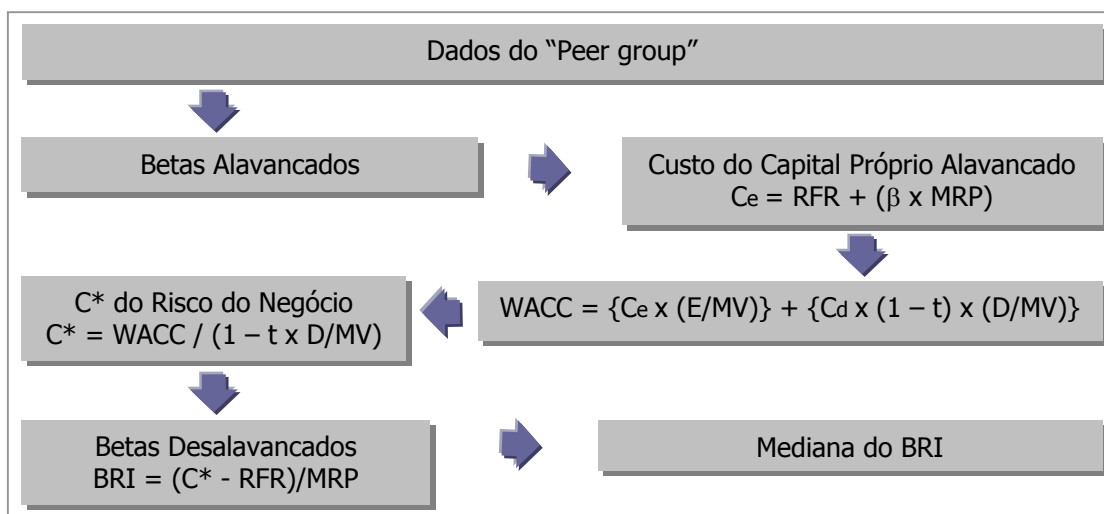 Dados do “Peer group”
Betas Alavancados
Custo do Capital Próprio Alavancado
Ce = RFR + (β x MRP)
WACC = {Ce x (E/MV)} + {Cd x (1 – t) x (D/MV)}
C* do Risco do Negócio
C* = WACC / (1 – t x D/MV)
Betas Desalavancados
BRI = (C* - RFR)/MRP
Mediana do BRI